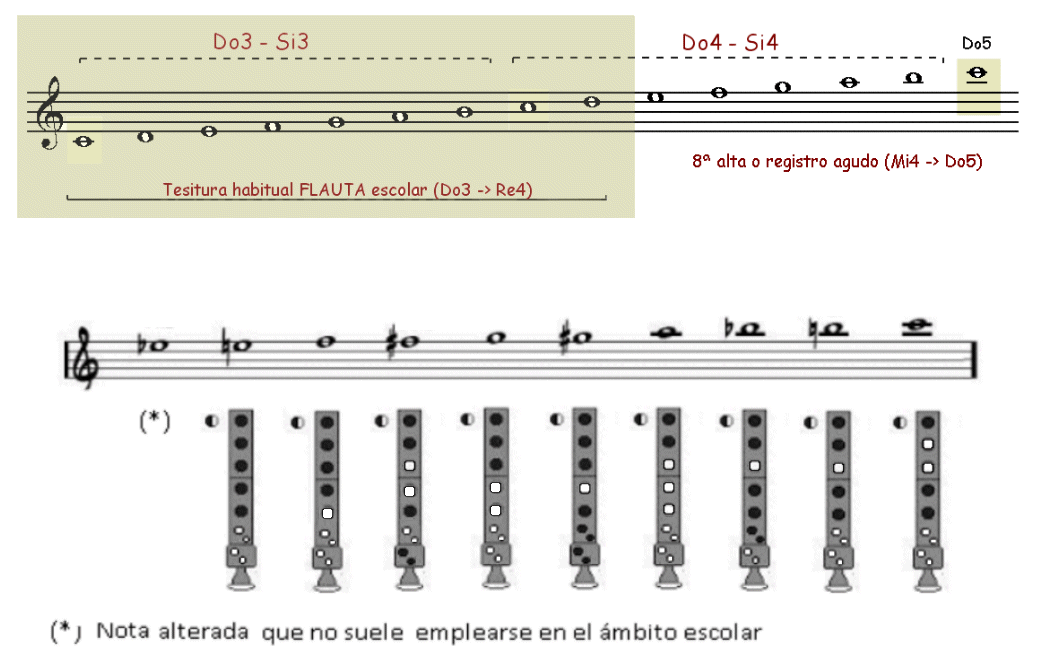 Do3 - Si3
Do4 - Si4
Do5
8ª alta o registro agudo (Mi4 -> Do5)
Tesitura habitual FLAUTA escolar (Do3 -> Re4)
(*)
(*) Nota alterada que no suele emplearse en el ámbito escolar